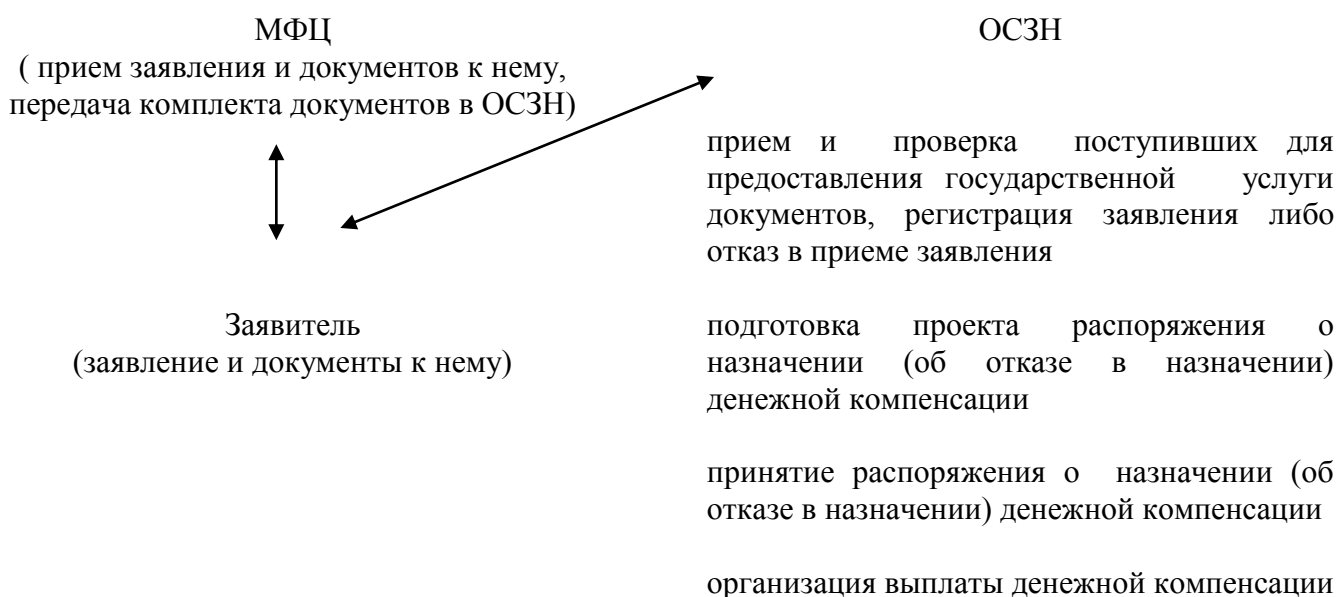 МФЦ
( прием заявления и документов к нему,
передача комплекта документов в ОСЗН)
Заявитель
(заявление и документы к нему)
ОСЗН
прием и проверка поступивших для
предоставления государственной услуги
документов, регистрация заявления либо
отказ в приеме заявления
подготовка проекта распоряжения о
назначении (об отказе в назначении)
денежной компенсации
принятие распоряжения о назначении (об
отказе в назначении) денежной компенсации
организация выплаты денежной компенсации